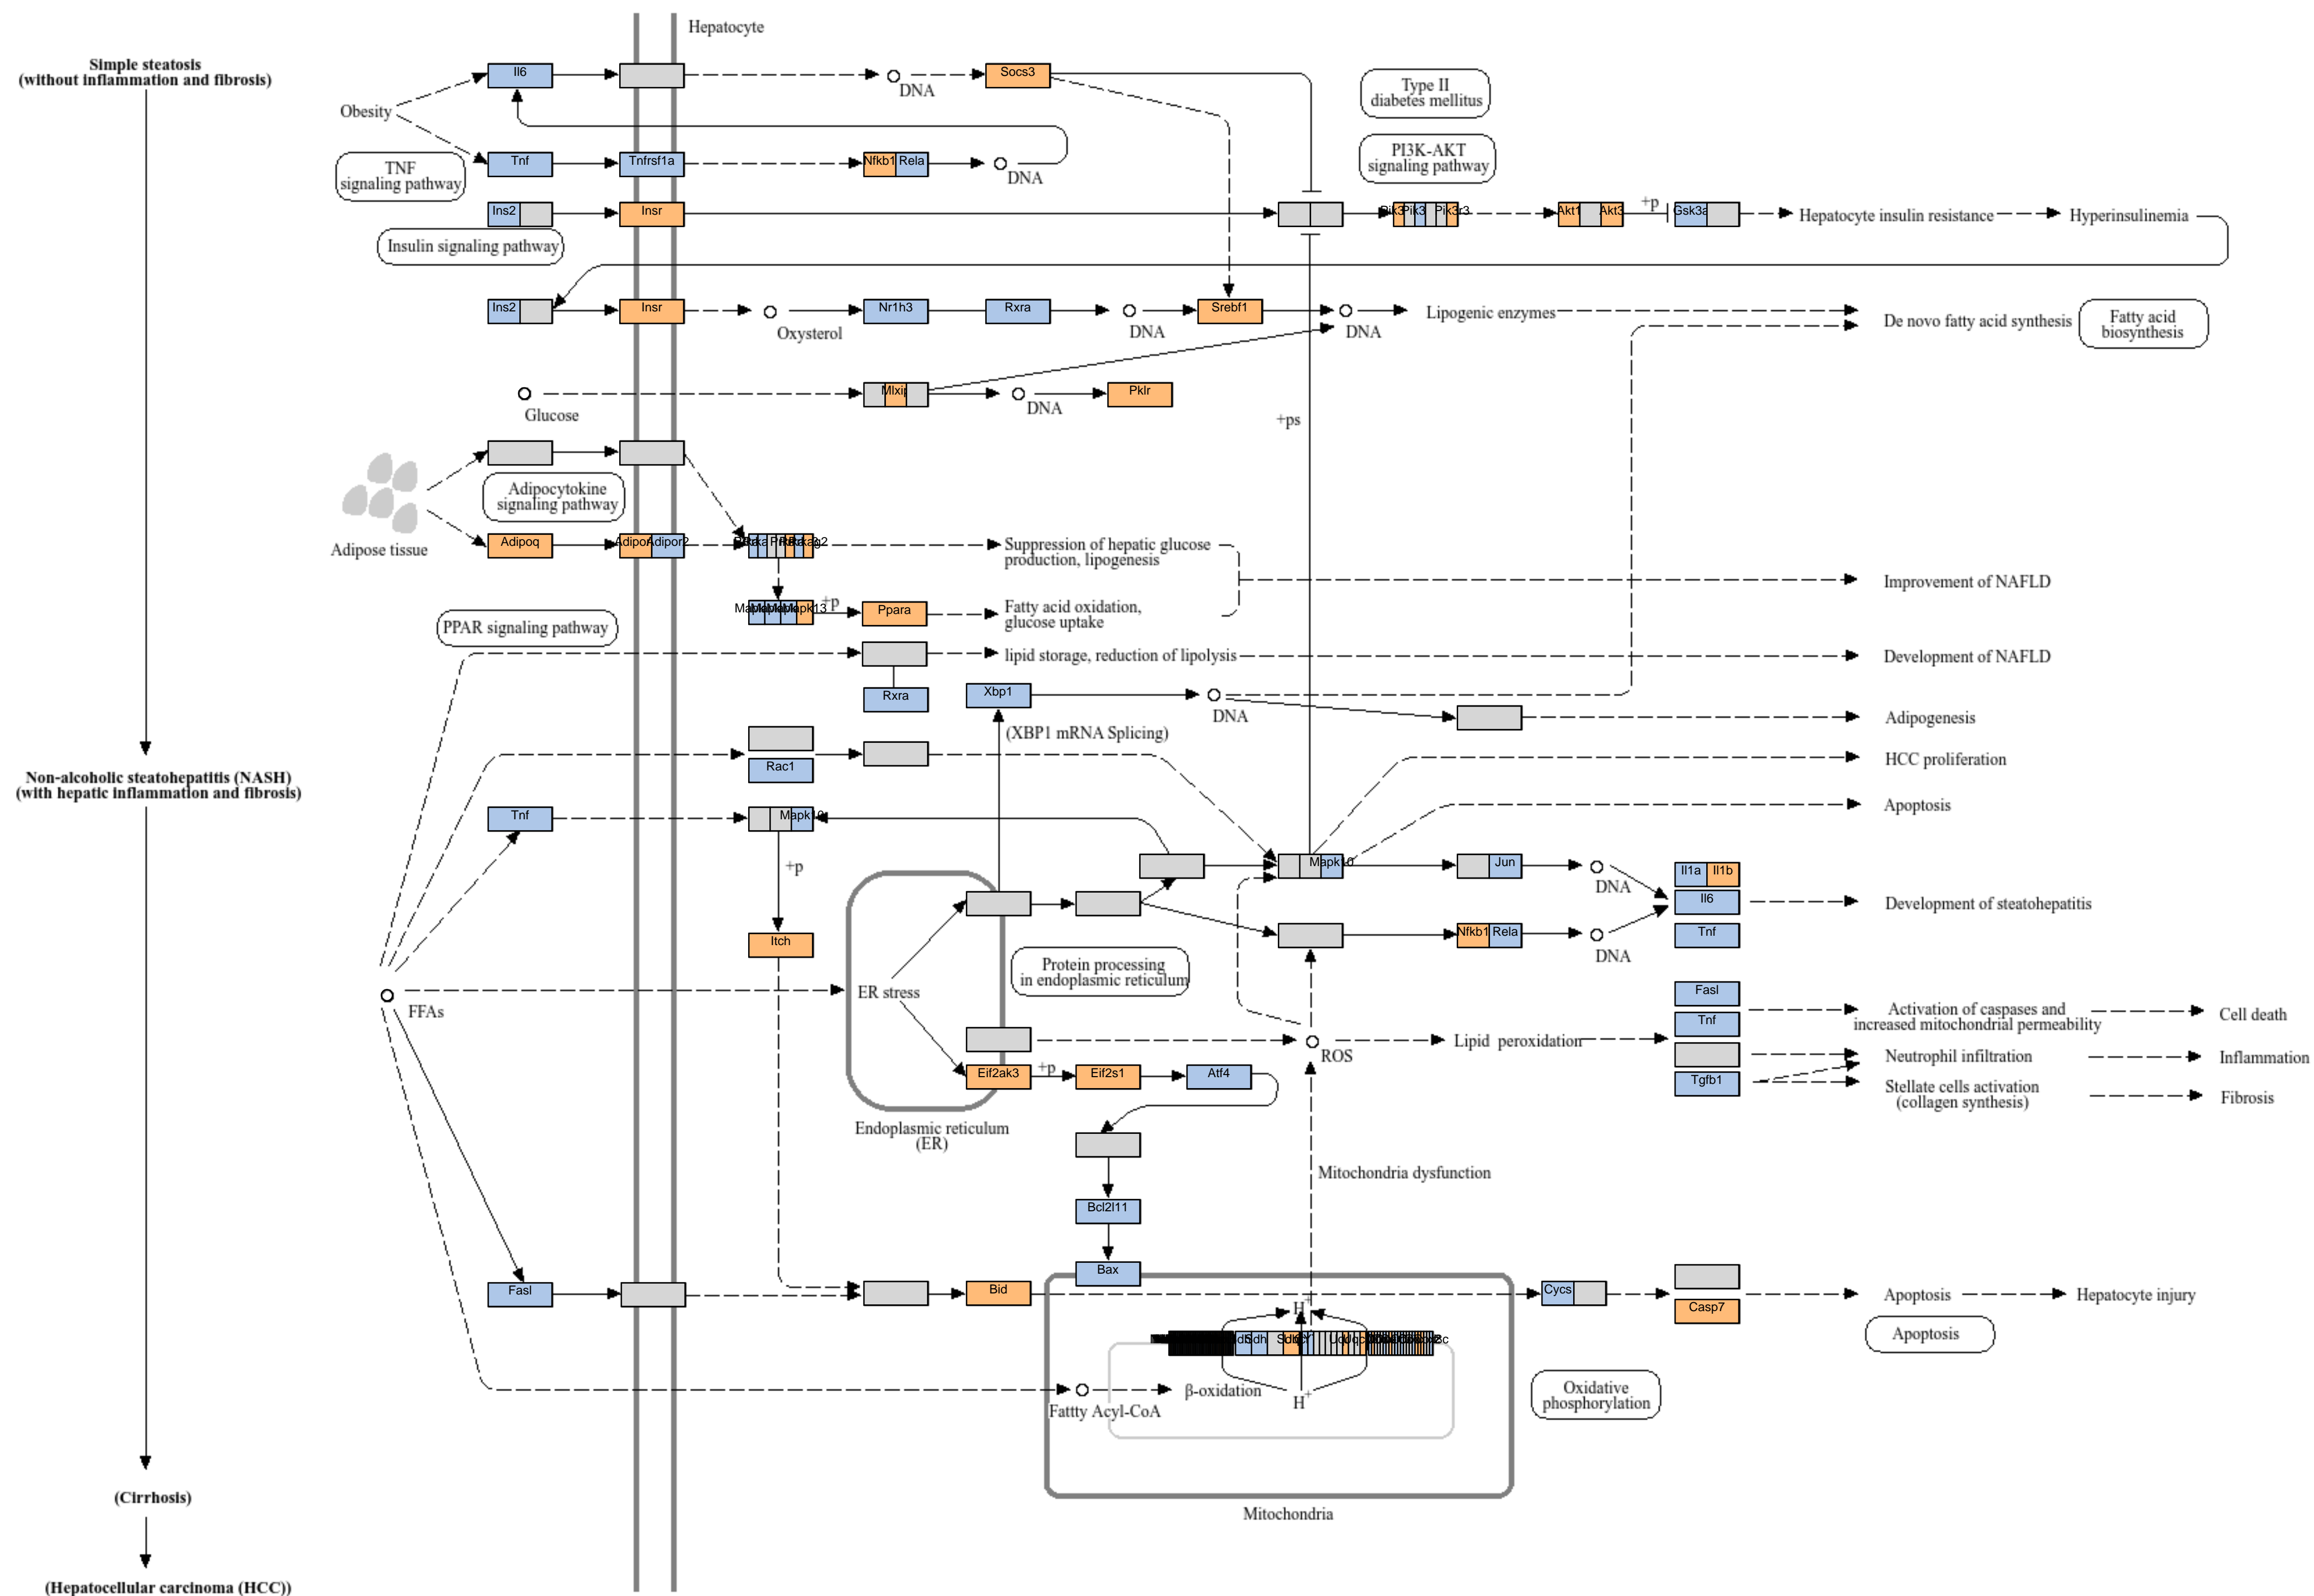 Hepatocyte
Simple steatosis
(without inflammation and fibrosis)
Il6
DNA
Socs3
Type II
diabetes mellitus
Obesity
TNF
signaling pathway
Tnf
Tnfrsf1a
Nfkb1
Rela
DNA
PI3K-AKT
signaling pathway
Ins2
Insr
Pik3r3
Akt1
Akt3
+p
Gsk3a
Hepatocyte insulin resistance
Hyperinsulinemia
Insulin signaling pathway
Ins2
Insr
Oxysterol
Nr1h3
Rxra
DNA
Srebf1
DNA
Lipogenic enzymes
De novo fatty acid synthesis
Fatty acid
biosynthesis
Glucose
Mlxip
DNA
Pklr
+ps
Adipocytokine
signaling pathway
Adipose tissue
Adipoq
Adipor2
Suppression of hepatic glucose
production, lipogenesis
Improvement of NAFLD
Mapk13
+p
Ppara
Fatty acid oxidation,
glucose uptake
PPAR signaling pathway
lipid storage, reduction of lipolysis
Development of NAFLD
Rxra
Xbp1
DNA
(XBP1 mRNA Splicing)
Adipogenesis
Rac1
HCC proliferation
Non-alcoholic steatohepatitis (NASH)
(with hepatic inflammation and fibrosis)
Apoptosis
Tnf
Mapk10
+p
Mapk10
Jun
DNA
Il1a
Il1b
Il6
Tnf
Development of steatohepatitis
Itch
Nfkb1
Rela
DNA
Protein processing
in endoplasmic reticulum
ER stress
FFAs
ROS
Lipid peroxidation
Fasl
Tnf
Activation of caspases and
increased mitochondrial permeability
Cell death
Neutrophil infiltration
Inflammation
Tgfb1
Stellate cells activation
(collagen synthesis)
Fibrosis
Eif2ak3
+p
Eif2s1
Atf4
Endoplasmic reticulum
(ER)
Mitochondria dysfunction
Bcl2l11
Bax
Fasl
Bid
Cycs
Casp7
Apoptosis
Hepatocyte injury
Apoptosis
H+
H+
Fattty Acyl-CoA
β-oxidation
Oxidative
phosphorylation
Mitochondria
(Cirrhosis)
(Hepatocellular carcinoma (HCC))